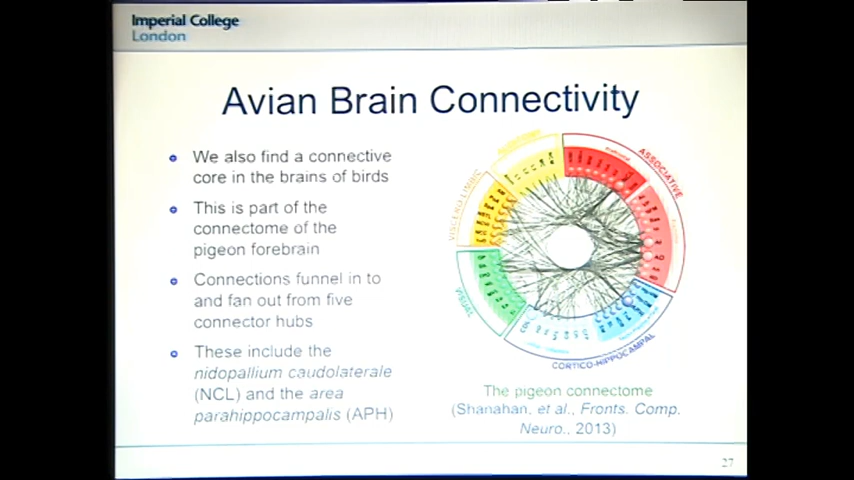 Imperial College
London
Avian Brain Connectivity
We also find a connective
core in the brains of birds
This is part of the
connectome of the
pigeon forebrain
Connections funnel in to
and fan out from five
connector hubs
These include the
nidopallium caudolaterale
(NCL) and the area
parahippocampalis (APH)
AUDITORY
ASSOCIATIVE
VISCERO LIMBIC
VISUAL
CORTICO-HIPPOCAMPAL
The pigeon connectome
(Shanahan, et al., Fronts. Comp.
Neuro., 2013)
27